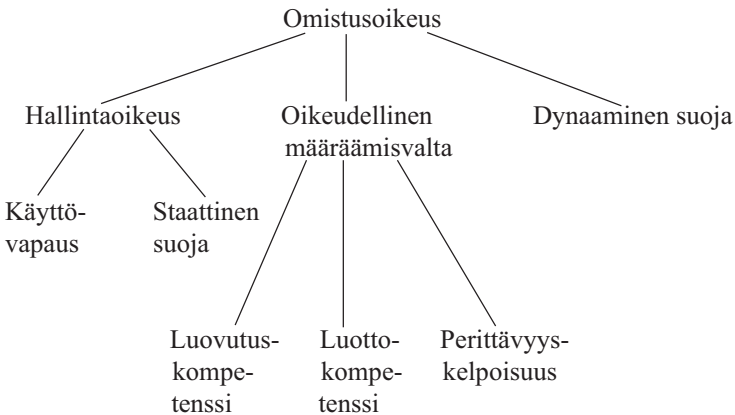 Omistusoikeus
Hallintaoikeus
Oikeudellinen
määräämisvalta
Dynaaminen suoja
Käyttö-
vapaus
Staattinen
suoja
Luovutus-
kompe-
tenssi
Luotto-
kompe-
tenssi
Perittävyys-
kelpoisuus